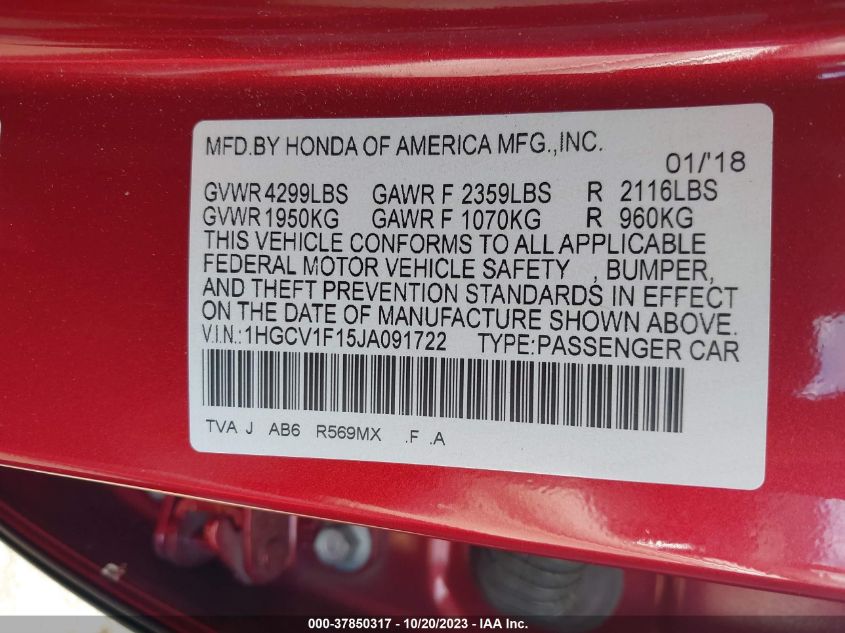 MFD.BY HONDA OF AMERICA MFG.,INC.
01/'18
GVWR 4299LBS GAWR F 2359LBS R 2116LBS
GVWR 1950KG GAWR F 1070KG R 960KG
THIS VEHICLE CONFORMS TO ALL APPLICABLE
FEDERAL MOTOR VEHICLE SAFETY , BUMPER,
AND THEFT PREVENTION STANDARDS IN EFFECT
ON THE DATE OF MANUFACTURE SHOWN ABOVE.
V.I.N.:1HGCV1F15JA091722 TYPE:PASSENGER CAR
TVA J AB6 R569MX .F .A
000-37850317 - 10/20/2023 - IAA Inc.